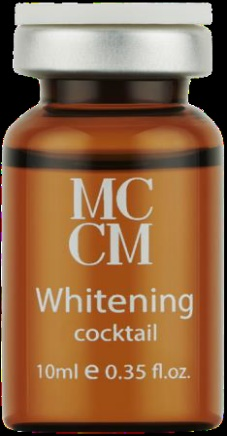 MC
CM
Whitening
cocktail
10ml e 0.35 fl.oz.